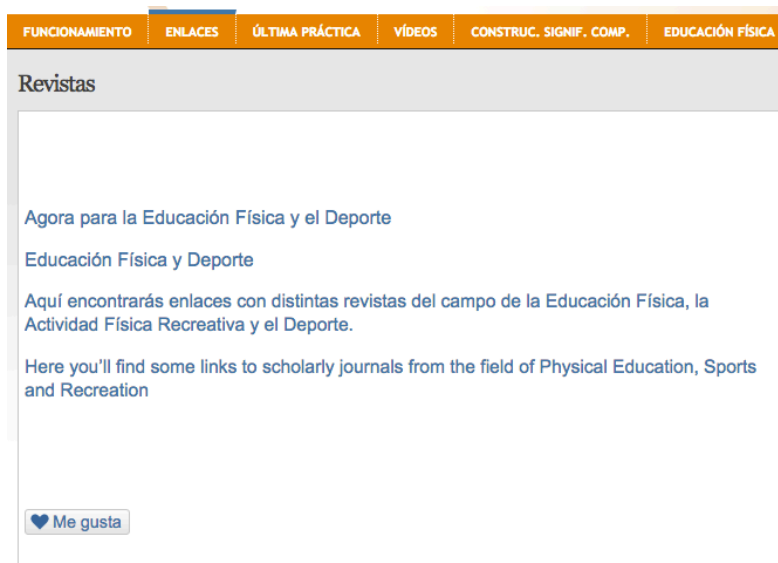 FUNCIONAMIENTO ENLACES ÚLTIMA PRÁCTICA VÍDEOS CONSTRUC. SIGNIF. COMP. EDUCACIÓN FÍSICA
Revistas
Agora para la Educación Física y el Deporte
Educación Física y Deporte
Aquí encontrarás enlaces con distintas revistas del campo de la Educación Física, la
Actividad Física Recreativa y el Deporte.
Here you'll find some links to scholarly journals from the field of Physical Education, Sports
and Recreation
Me gusta